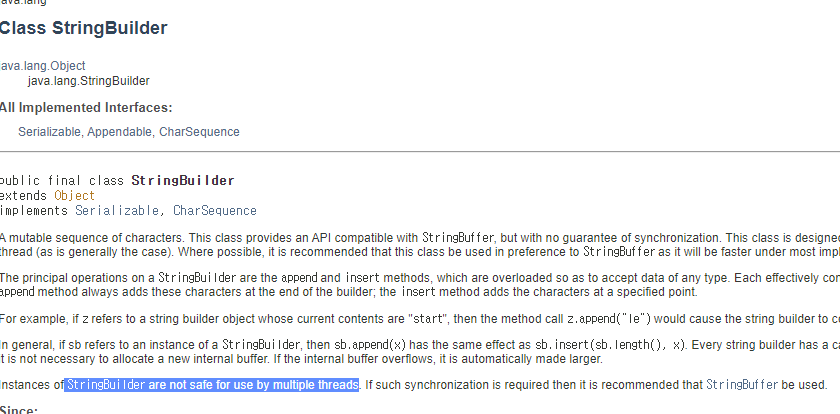 java.lang
Class StringBuilder
java.lang.Object
java.lang.StringBuilder
All Implemented Interfaces:
Serializable, Appendable, CharSequence
public final class StringBuilder
extends Object
implements Serializable, CharSequence
A mutable sequence of characters. This class provides an API compatible with StringBuffer, but with no guarantee of synchronization. This class is designe
thread (as is generally the case). Where possible, it is recommended that this class be used in preference to StringBuffer as it will be faster under most imp
The principal operations on a StringBuilder are the append and insert methods, which are overloaded so as to accept data of any type. Each effectively con
append method always adds these characters at the end of the builder; the insert method adds the characters at a specified point.
For example, if z refers to a string builder object whose current contents are "start", then the method call z.append("le") would cause the string builder to c
In general, if sb refers to an instance of a StringBuilder, then sb.append(x) has the same effect as sb.insert(sb.length(), x). Every string builder has a ca
it is not necessary to allocate a new internal buffer. If the internal buffer overflows, it is automatically made larger.
Instances of StringBuilder are not safe for use by multiple threads. If such synchronization is required then it is recommended that StringBuffer be used.
Since: